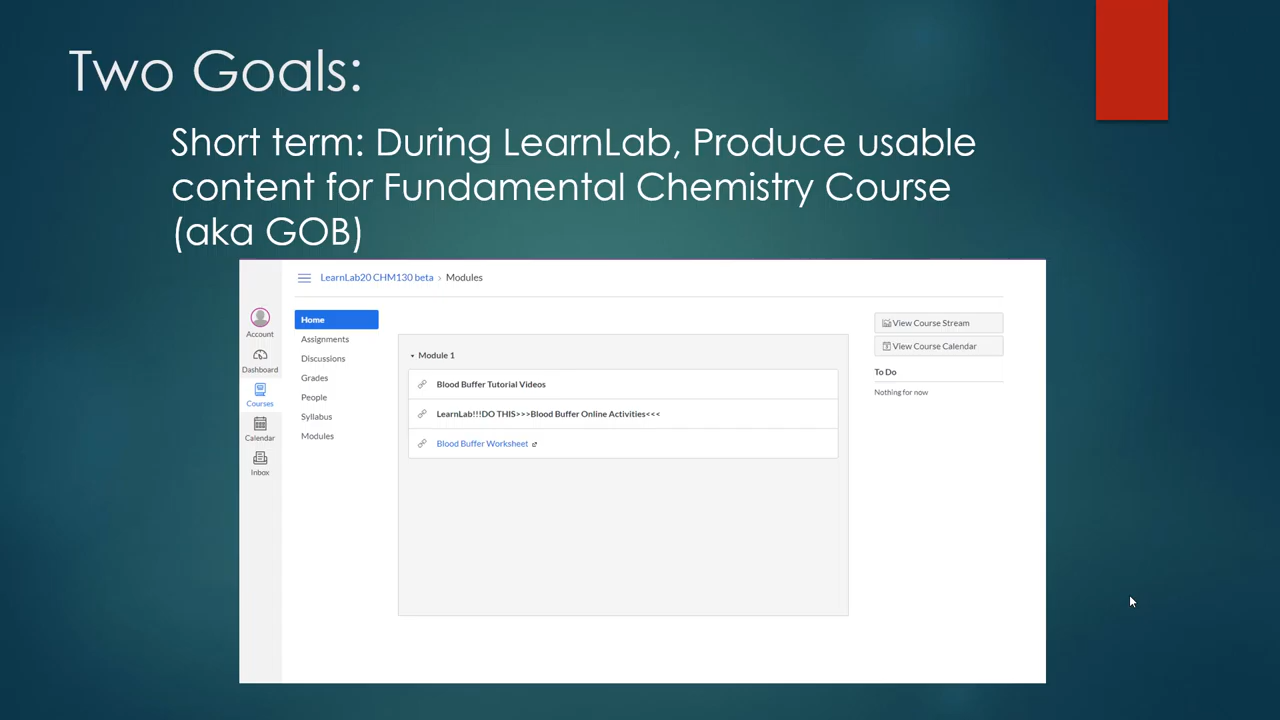 Two Goals:
Short term: During LearnLab, Produce usable
content for Fundamental Chemistry Course
(aka GOB)
LearnLab20 CHM130 beta › Modules
Account
Dashboard
Courses
Calendar
Inbox
Home
Assignments
Discussions
Grades
People
Syllabus
Modules
Module 1
Blood Buffer Tutorial Videos
LearnLab!!!DO THIS>>>Blood Buffer Online Activities<<<
Blood Buffer Worksheet
View Course Stream
View Course Calendar
To Do
Nothing for now